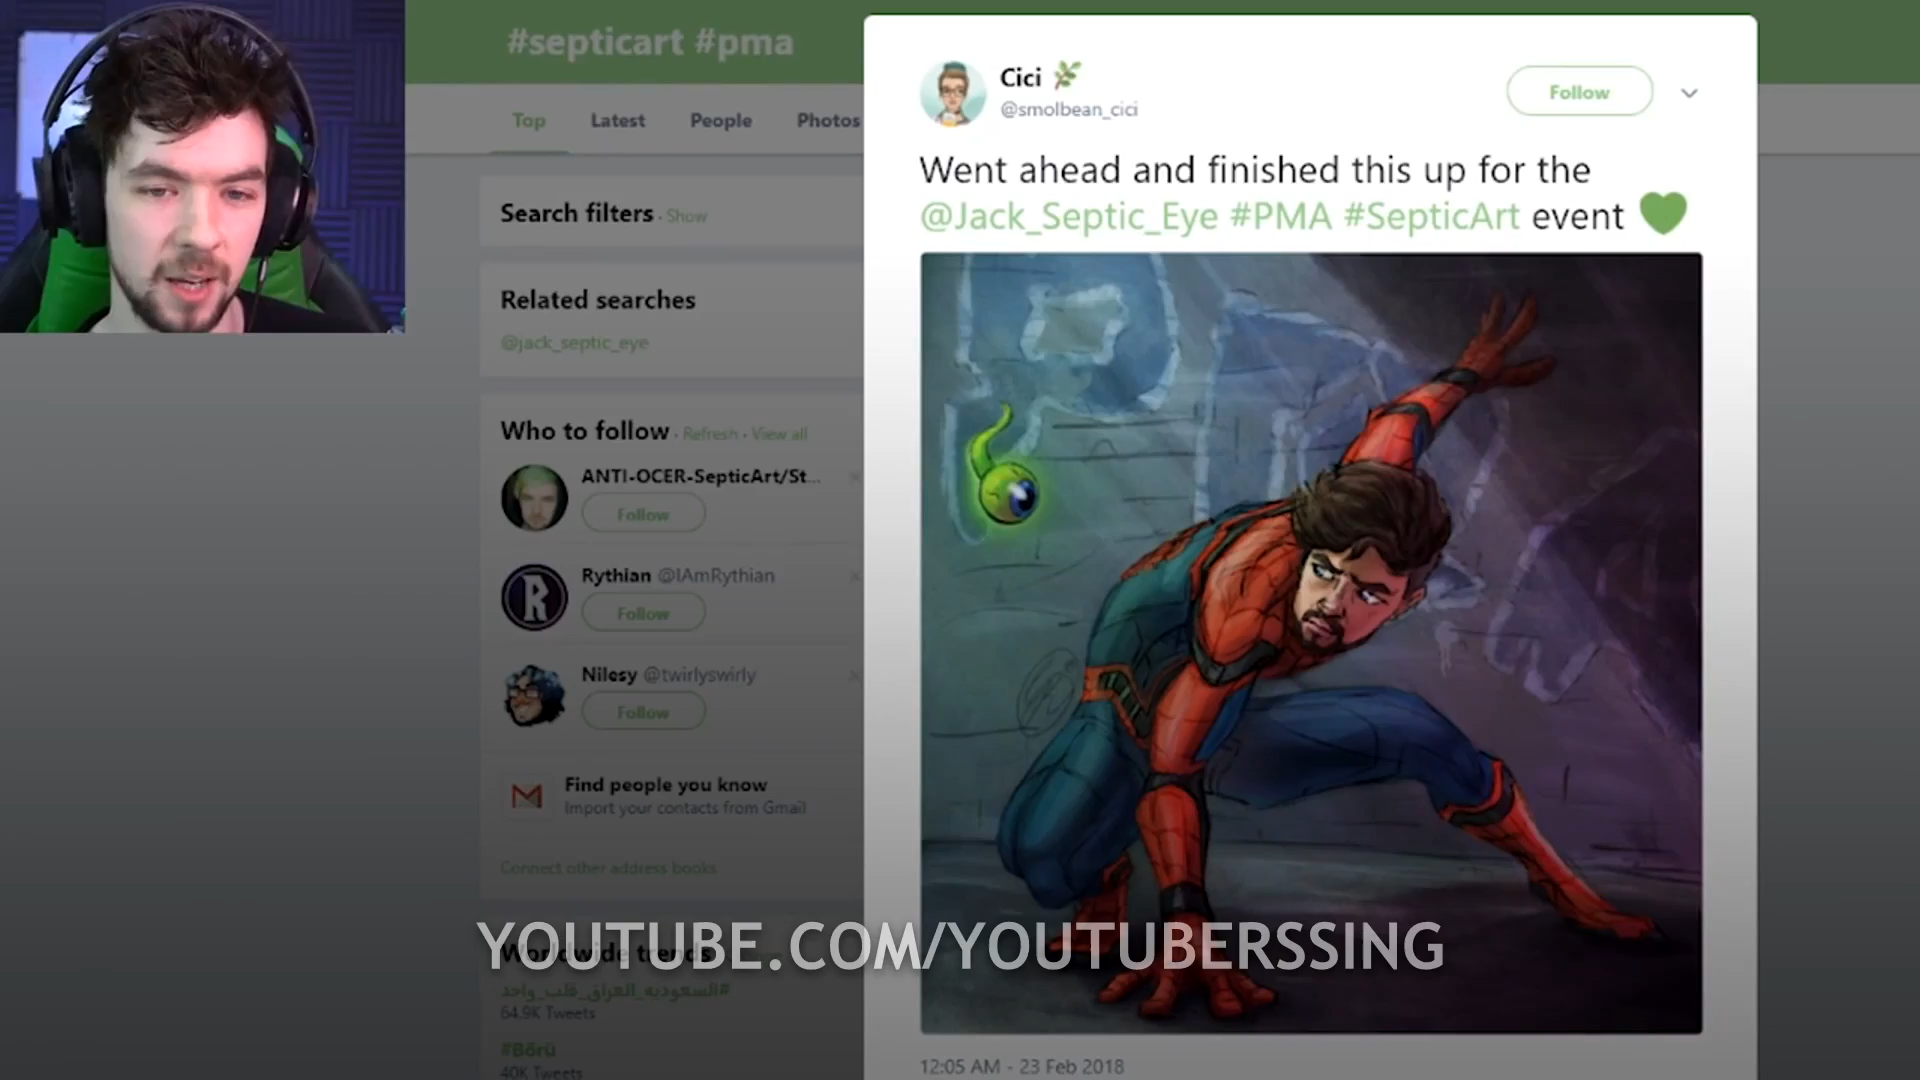 #septicart #pma
Top Latest People Photos
Search filters · Show
Related searches
@jack_septic_eye
Who to follow · Refresh · View all
ANTI-OCER-SepticArt/St...
Follow
Rythian @IAmRythian
Follow
Nilesy @twirlyswirly
Follow
Find people you know
Import your contacts from Gmail
Connect other address books
Worldwide trends
#السعوديه_العراق_قلب_واحد
64.9K Tweets
#Börü
40K Tweets
Cici
@smolbean_cici
Follow
Went ahead and finished this up for the
@Jack_Septic_Eye #PMA #SepticArt event
12:05 AM - 23 Feb 2018
YOUTUBE.COM/YOUTUBERSSING